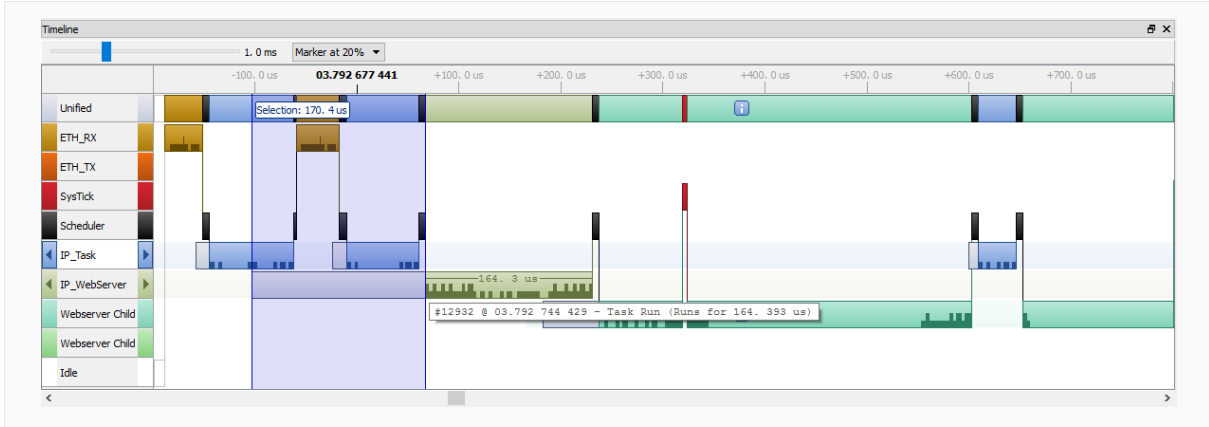 Timeline
1. 0 ms Marker at 20%
-100. 0 us 03.792 677 441 +100. 0 us +200. 0 us +300. 0 us +400. 0 us +500. 0 us +600. 0 us +700. 0 us
Unified
Selection: 170. 4 us
i
ETH_RX
ETH_TX
SysTick
Scheduler
IP_Task
IP_WebServer
164. 3 us
#12932 @ 03.792 744 429 - Task Run (Runs for 164. 393 us)
Webserver Child
Webserver Child
Idle